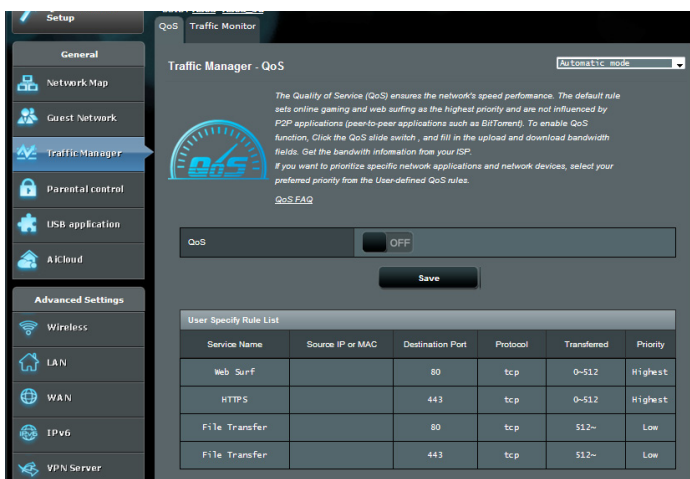 Setup
General
Network Map
Guest Network
Traffic Manager
Parental control
USB application
AiCloud
Advanced Settings
Wireless
LAN
WAN
IPv6
VPN Server
QoS
Traffic Monitor
Traffic Manager - QoS
Automatic mode
The Quality of Service (QoS) ensures the network's speed performance. The default rule
sets online gaming and web surfing as the highest priority and are not influenced by
P2P applications (peer-to-peer applications such as BitTorrent). To enable QoS
function, Click the QoS slide switch , and fill in the upload and download bandwidth
fields. Get the bandwidth information from your ISP.
If you want to prioritize specific network applications and network devices, select your
preferred priority from the User-defined QoS rules.
QoS FAQ
QoS
QoS
OFF
Save
User Specify Rule List
Service Name Source IP or MAC Destination Port Protocol Transferred Priority
Web Surf 80 tcp 0~512 Highest
HTTPS 443 tcp 0~512 Highest
File Transfer 80 tcp 512~ Low
File Transfer 443 tcp 512~ Low